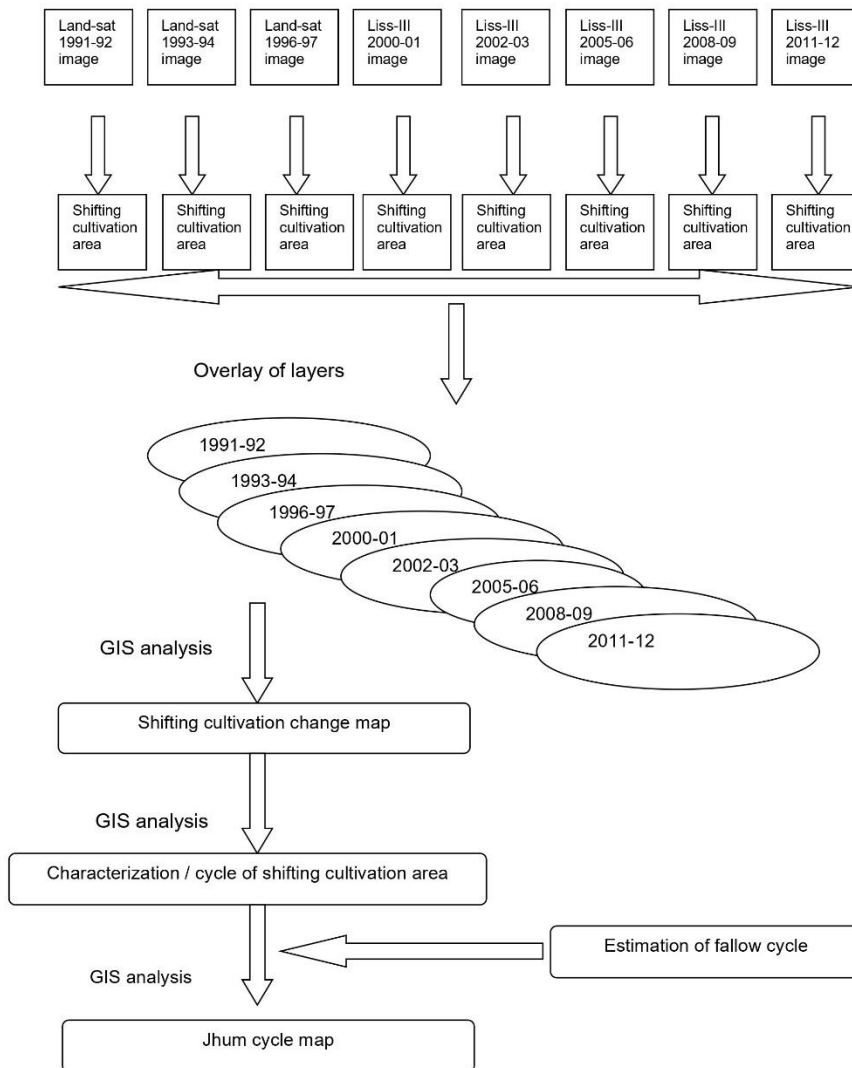 Land-sat
1991-92
image
Land-sat
1993-94
image
Land-sat
1996-97
image
Liss-III
2000-01
image
Liss-III
2002-03
image
Liss-III
2005-06
image
Liss-III
2008-09
image
Liss-III
2011-12
image
Shifting
cultivation
area
Shifting
cultivation
area
Shifting
cultivation
area
Shifting
cultivation
area
Shifting
cultivation
area
Shifting
cultivation
area
Shifting
cultivation
area
Shifting
cultivation
area
Overlay of layers
1991-92
1993-94
1996-97
2000-01
2002-03
2005-06
2008-09
2011-12
GIS analysis
Shifting cultivation change map
GIS analysis
Characterization / cycle of shifting cultivation area
Estimation of fallow cycle
GIS analysis
Jhum cycle map